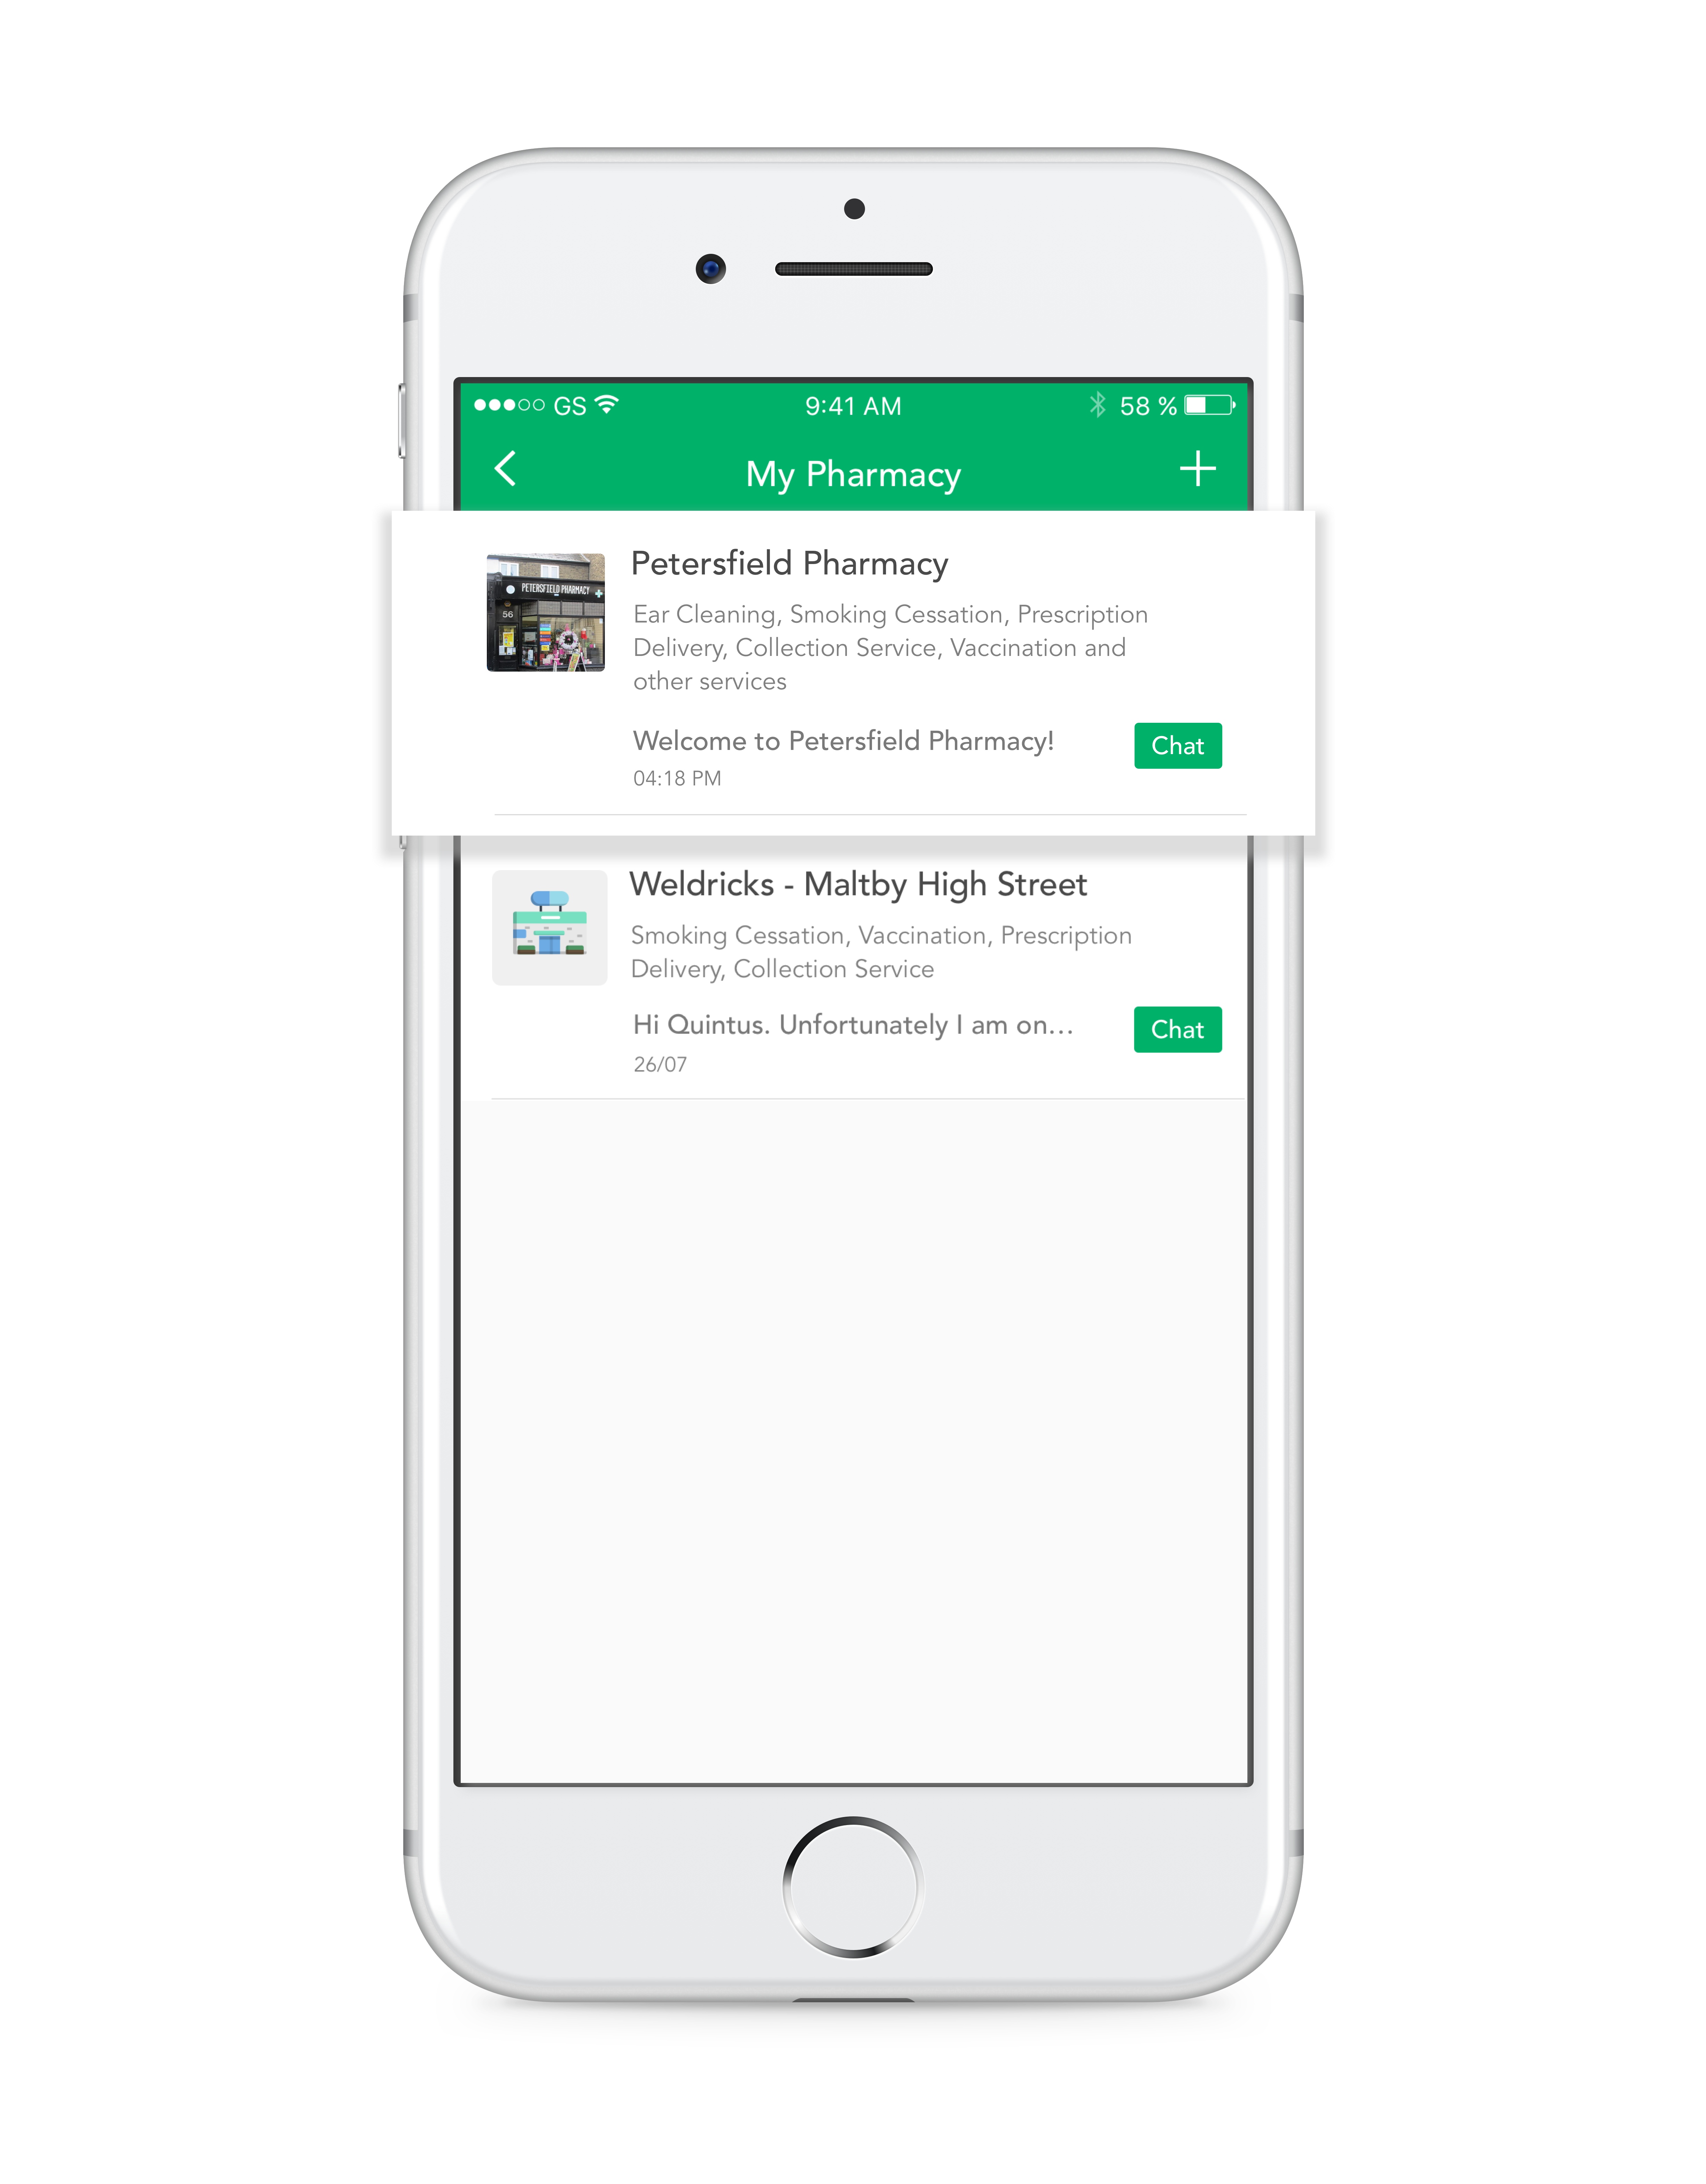 GS 9:41 AM 58 %
My Pharmacy
Petersfield Pharmacy
PETERSFIELD PHARMACY
56
Ear Cleaning, Smoking Cessation, Prescription
Delivery, Collection Service, Vaccination and
other services
Welcome to Petersfield Pharmacy!
Chat
04:18 PM
Weldricks - Maltby High Street
Smoking Cessation, Vaccination, Prescription
Delivery, Collection Service
Hi Quintus. Unfortunately I am on...
Chat
26/07